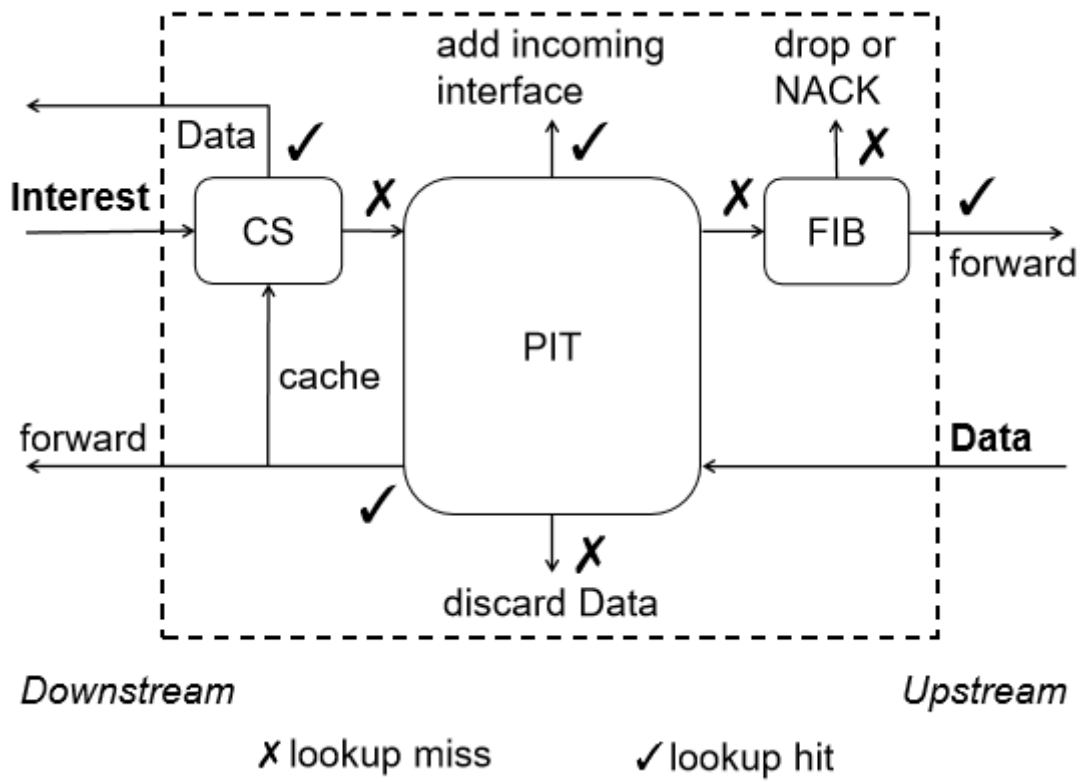 add incoming
interface
drop or
NACK
Data
Interest
CS
FIB
forward
PIT
cache
forward
Data
discard Data
Downstream
Upstream
✗ lookup miss
✓ lookup hit